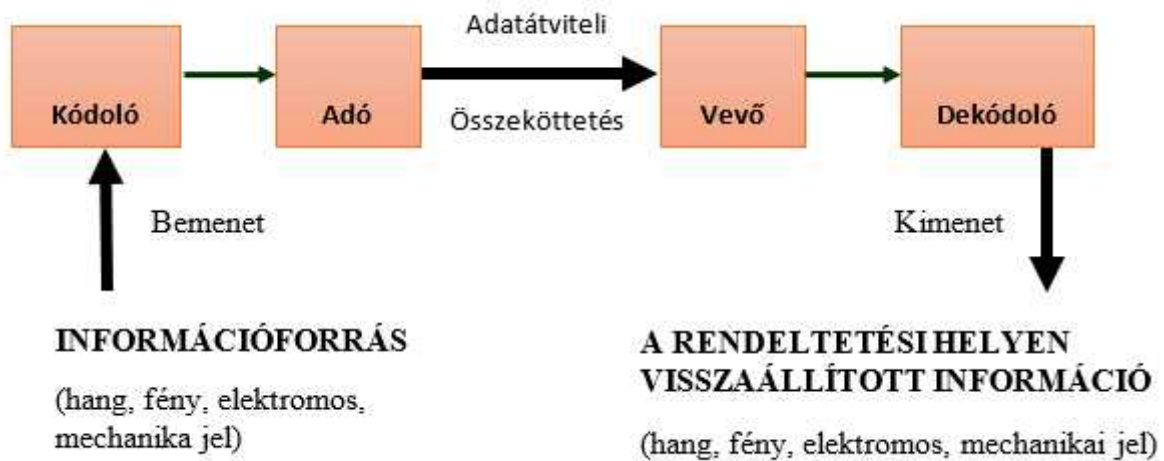 Adatátviteli
Kódoló
Adó
Összeköttetés
Vevő
Dekódoló
Bemenet
Kimenet
INFORMÁCIÓFORRÁS
(hang, fény, elektromos,
mechanika jel)
A RENDELTETÉSI HELYEN
VISSZAÁLLÍTOTT INFORMÁCIÓ
(hang, fény, elektromos, mechanikai jel)